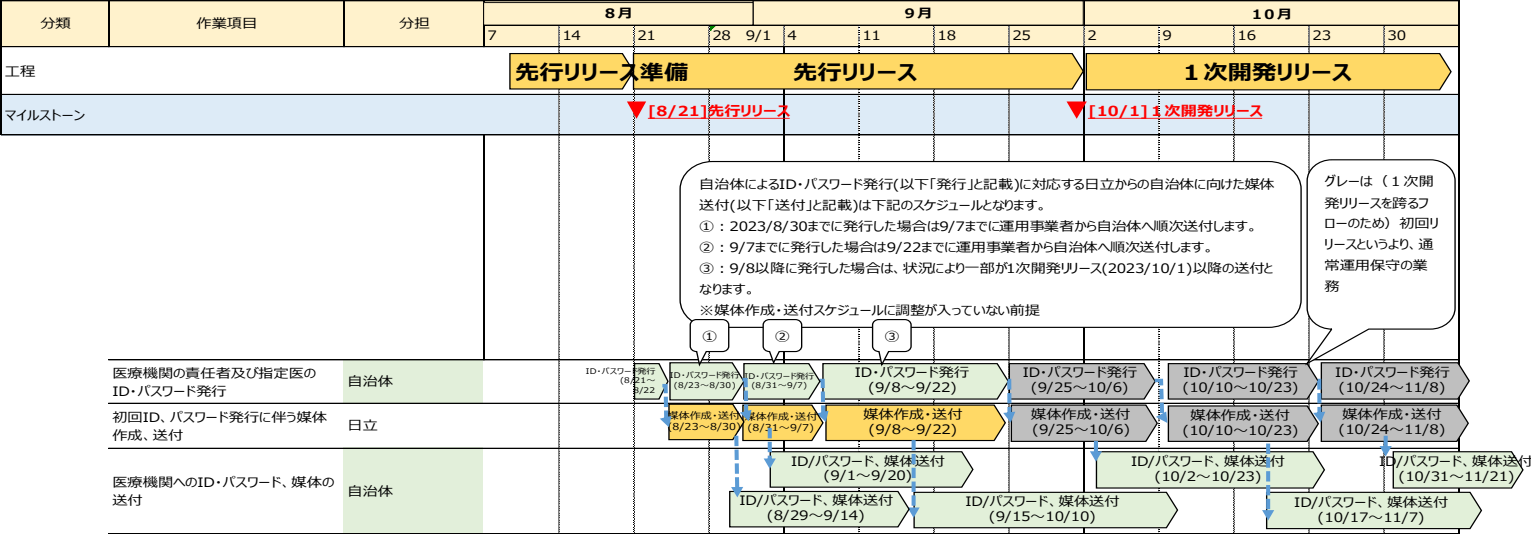 分類
作業項目
分担
8月
9月
10月
7
14
21
28
9/1
4
11
18
25
2
9
16
23
30
工程
先行リリース準備
先行リリース
１次開発リリース
マイルストーン
[8/21]先行リリース
[10/1]１次開発リリース
自治体によるID・パスワード発行(以下「発行」と記載)に対応する日立からの自治体に向けた媒体
送付(以下「送付」と記載)は下記のスケジュールとなります。
①：2023/8/30までに発行した場合は9/7までに運用事業者から自治体へ順次送付します。
②：9/7までに発行した場合は9/22までに運用事業者から自治体へ順次送付します。
③：9/8以降に発行した場合は、状況により一部が1次開発リリース(2023/10/1)以降の送付と
なります。
※媒体作成・送付スケジュールに調整が入っていない前提
グレーは（１次開
発リリースを跨るフ
ローのため）初回リ
リースというより、通
常運用保守の業
務
①
②
③
医療機関の責任者及び指定医の
ID・パスワード発行
自治体
ID・パスワード発行
(8/21～
8/22
ID・パスワード発行
(8/23～8/30)
ID・パスワード発行
(8/31～9/7)
ID・パスワード発行
(9/8～9/22)
ID・パスワード発行
(9/25～10/6)
ID・パスワード発行
(10/10～10/23)
ID・パスワード発行
(10/24～11/8)
初回ID、パスワード発行に伴う媒体
作成、送付
日立
媒体作成・送付
(8/23～8/30)
媒体作成・送付
(8/31～9/7)
媒体作成・送付
(9/8～9/22)
媒体作成・送付
(9/25～10/6)
媒体作成・送付
(10/10～10/23)
媒体作成・送付
(10/24～11/8)
医療機関へのID・パスワード、媒体の
送付
自治体
ID/パスワード、媒体送付
(9/1～9/20)
ID/パスワード、媒体送付
(10/2～10/23)
ID/パスワード、媒体送付
(10/31～11/21)
ID/パスワード、媒体送付
(8/29～9/14)
ID/パスワード、媒体送付
(9/15～10/10)
ID/パスワード、媒体送付
(10/17～11/7)